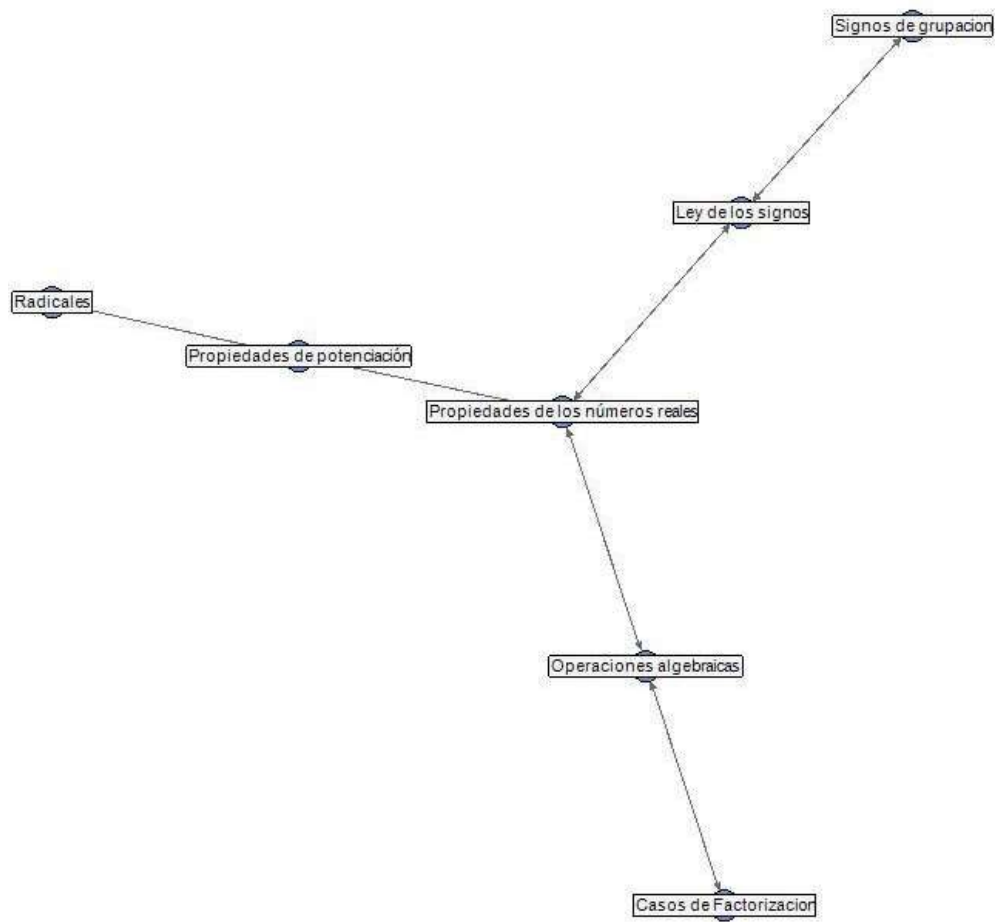 Signos de grupacion
Ley de los signos
Radicales
Propiedades de potenciación
Propiedades de los números reales
Operaciones algebraicas
Casos de Factorizacion